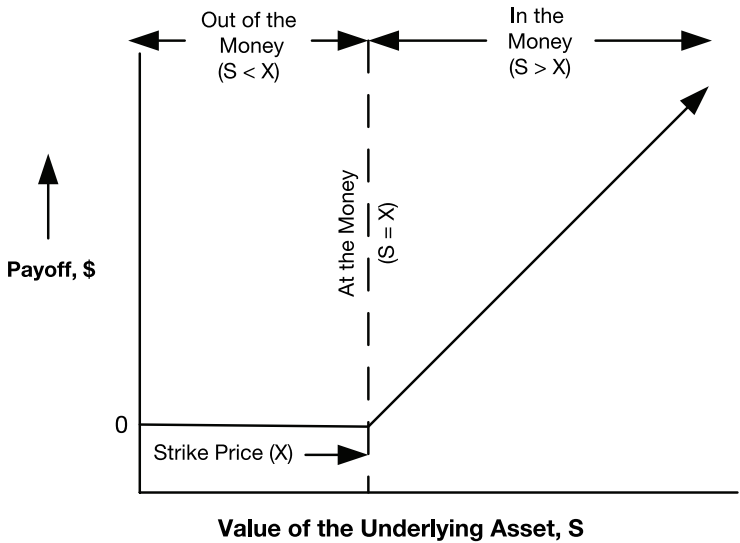 Out of the
Money
(S < X)
In the
Money
(S > X)
At the Money
(S = X)
Payoff, $
0
Strike Price (X)
Value of the Underlying Asset, S